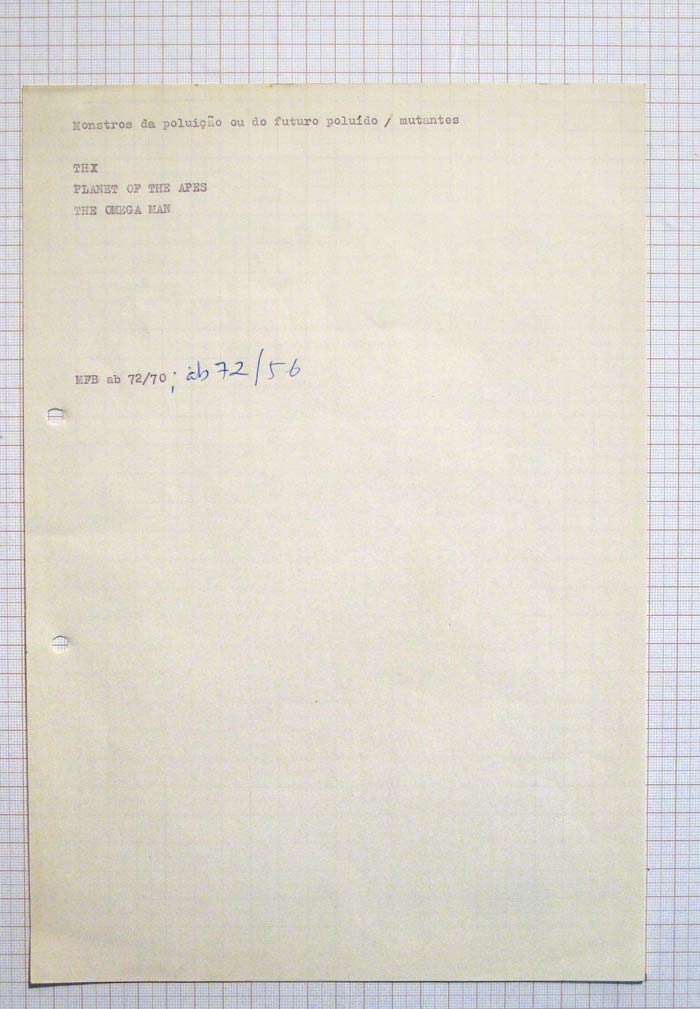 Monstros da poluição ou do futuro poluído / mutantes
THX
PLANET OF THE APES
THE OMEGA MAN
MFB ab 72/70; ab 72/56